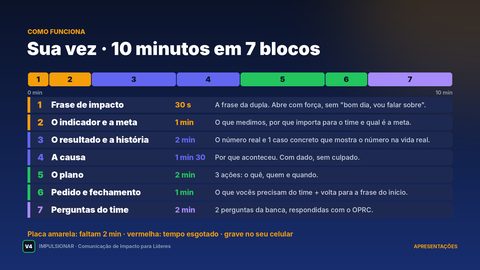 COMO FUNCIONA
Sua vez · 10 minutos em 7 blocos
1 2 3 4 5 6 7
0 min 10 min
1 Frase de impacto 30 s A frase da dupla. Abre com força, sem "bom dia, vou falar sobre".
2 O indicador e a meta 1 min O que medimos, por que importa para o time e qual é a meta.
3 O resultado e a história 2 min O número real e 1 caso concreto que mostra o número na vida real.
4 A causa 1 min 30 Por que aconteceu. Com dado, sem culpado.
5 O plano 2 min 3 ações: o quê, quem e quando.
6 Pedido e fechamento 1 min O que vocês precisam do time + volta para a frase do início.
7 Perguntas do time 2 min 2 perguntas da banca, respondidas com o OPRC.
Placa amarela: faltam 2 min · vermelha: tempo esgotado · grave no seu celular
V4 IMPULSIONAR · Comunicação de Impacto para Líderes APRESENTAÇÕES